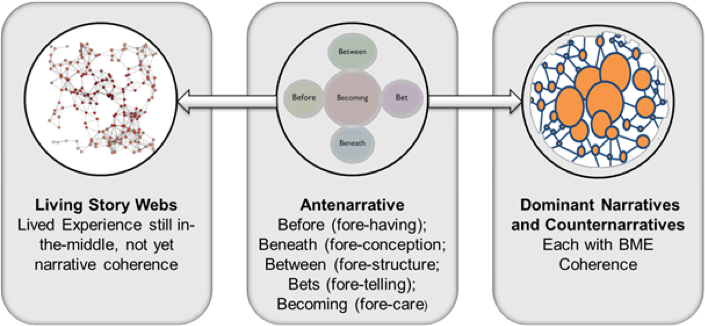 Between
Before
Becoming
Bet
Beneath
Living Story Webs
Lived Experience still in-
the-middle, not yet
narrative coherence
Antenarrative
Before (fore-having);
Beneath (fore-conception;
Between (fore-structure;
Bets (fore-telling);
Becoming (fore-care)
Dominant Narratives
and Counternarratives
Each with BME
Coherence